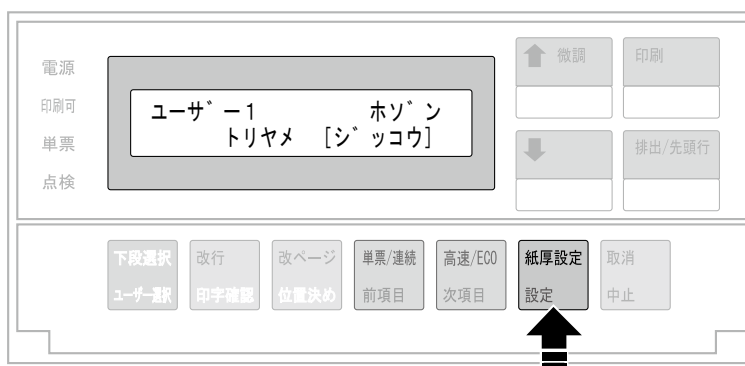 電源
印刷可
単票
点検
ユーザ゛ー1 ホゾ゛ン
トリヤメ [シ゛ッコウ]
微調
印刷
排出/先頭行
下段選択
改行
改ページ
単票/連続
高速/ECO
紙厚設定
取消
ユーザー選択
印字確認
位置決め
前項目
次項目
設定
中止